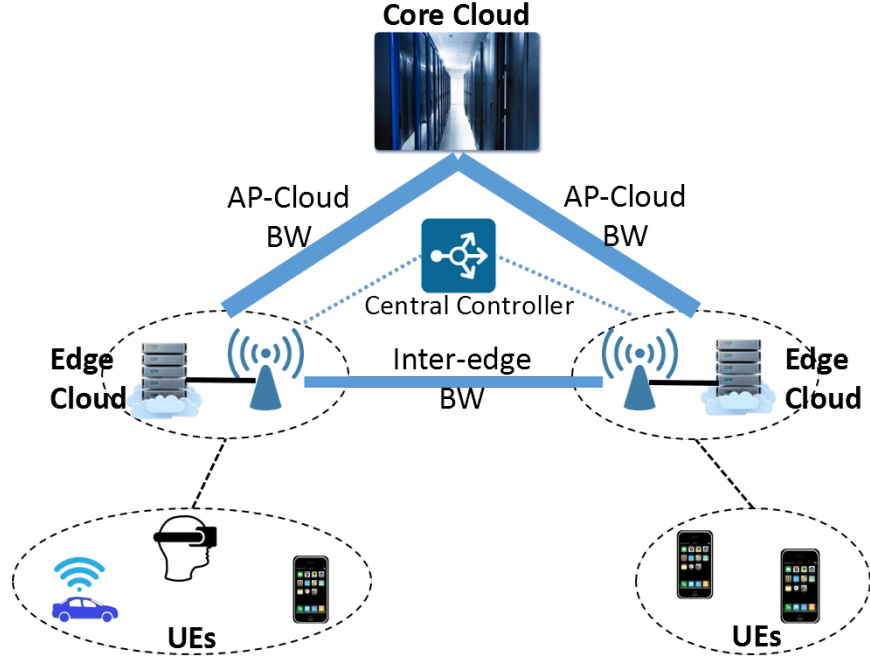 Core Cloud
AP-Cloud
BW
AP-Cloud
BW
Central Controller
Edge
Cloud
Inter-edge
BW
Edge
Cloud
UEs
UEs